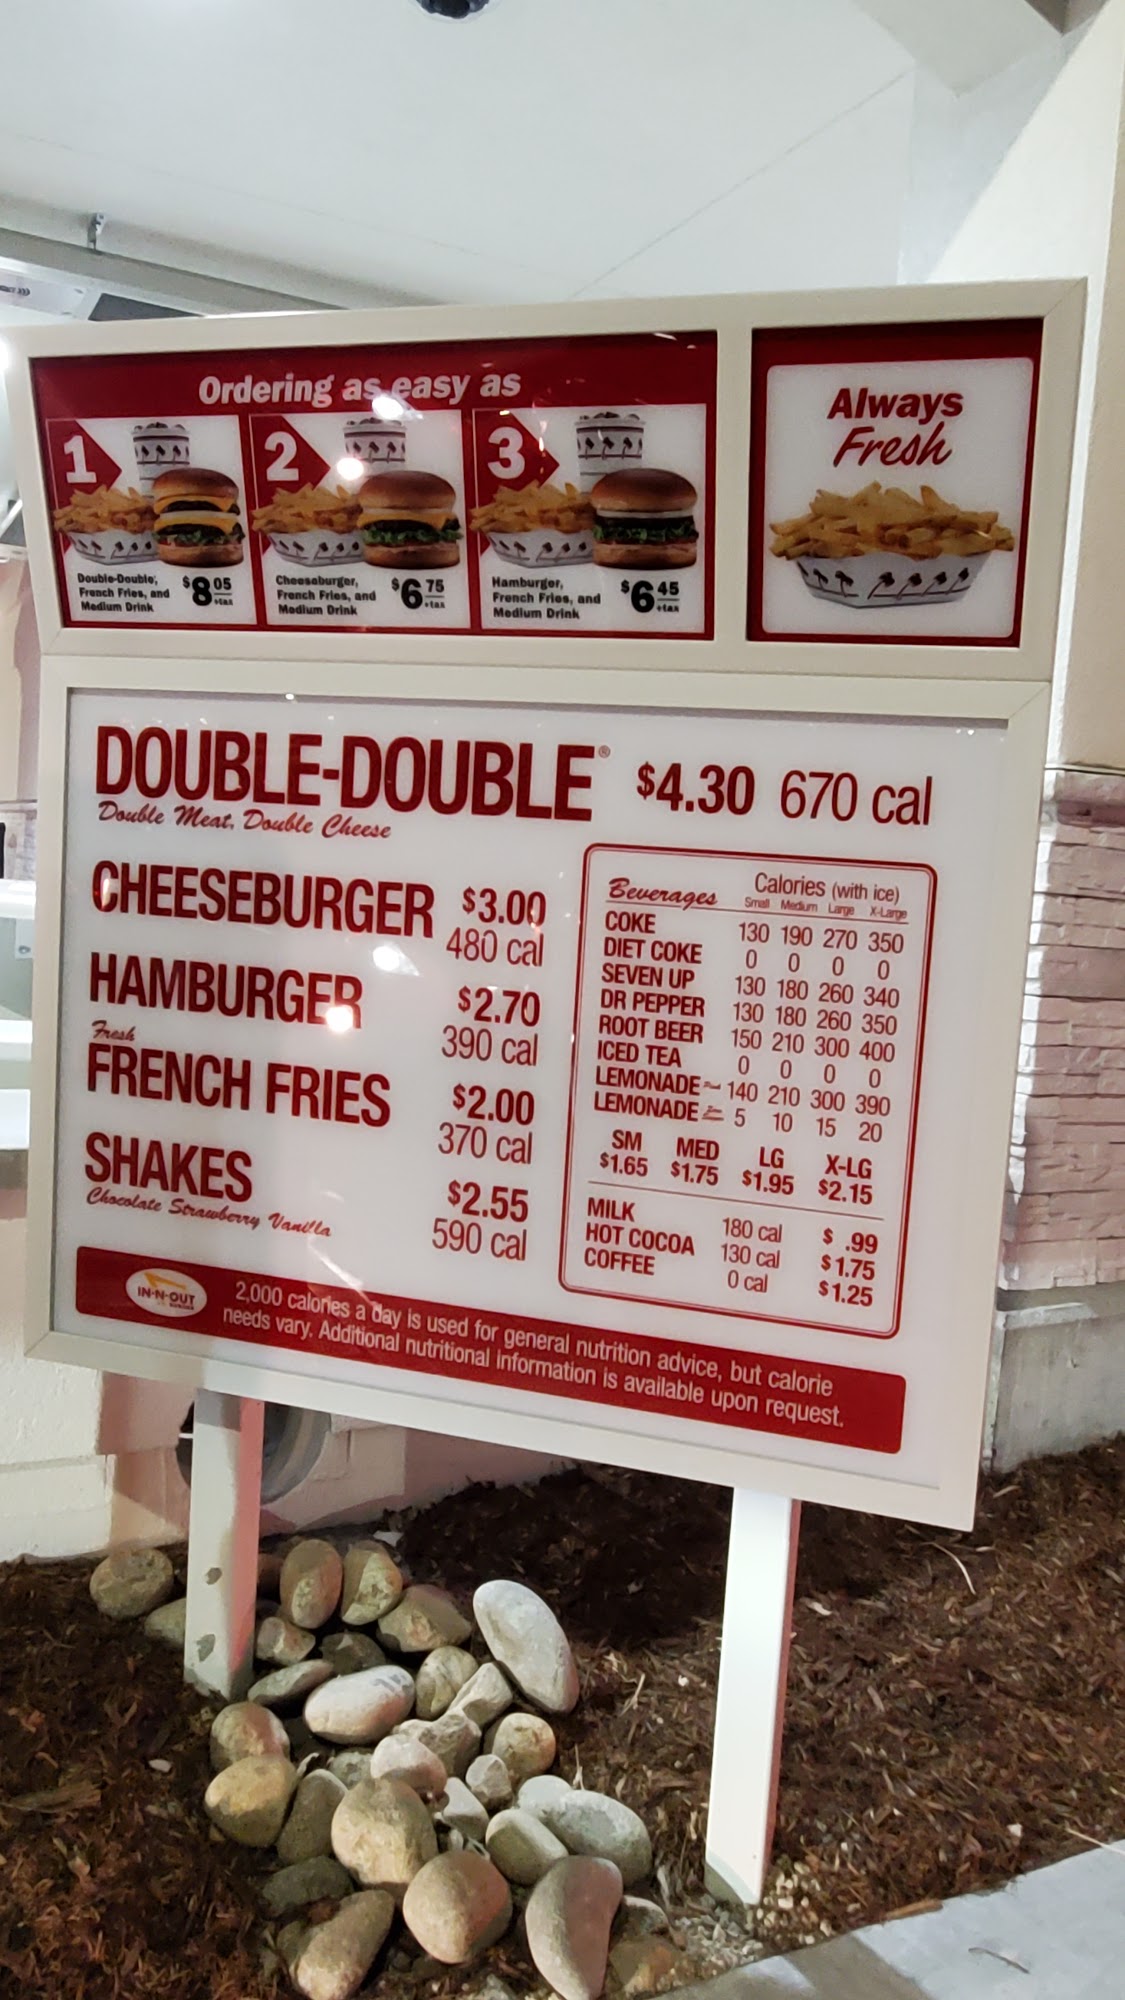 Ordering as easy as
1
Double-Double,
French Fries, and
Medium Drink
$8.05
+tax
2
Cheeseburger,
French Fries, and
Medium Drink
$6.75
+tax
3
Hamburger,
French Fries, and
Medium Drink
$6.45
+tax
Always
Fresh
DOUBLE-DOUBLE® $4.30 670 cal
Double Meat, Double Cheese
CHEESEBURGER $3.00
480 cal
HAMBURGER $2.70
390 cal
Fresh
FRENCH FRIES $2.00
370 cal
SHAKES $2.55
Chocolate Strawberry Vanilla
590 cal
Beverages Calories (with ice)
Small Medium Large X-Large
COKE 130 190 270 350
DIET COKE 0 0 0 0
SEVEN UP 130 180 260 340
DR PEPPER 130 180 260 350
ROOT BEER 150 210 300 400
ICED TEA 0 0 0 0
LEMONADE 140 210 300 390
LEMONADE 5 10 15 20
SM MED LG X-LG
$1.65 $1.75 $1.95 $2.15
MILK 180 cal $ .99
HOT COCOA 130 cal $1.75
COFFEE 0 cal $1.25
IN-N-OUT
BURGER
2,000 calories a day is used for general nutrition advice, but calorie
needs vary. Additional nutritional information is available upon request.